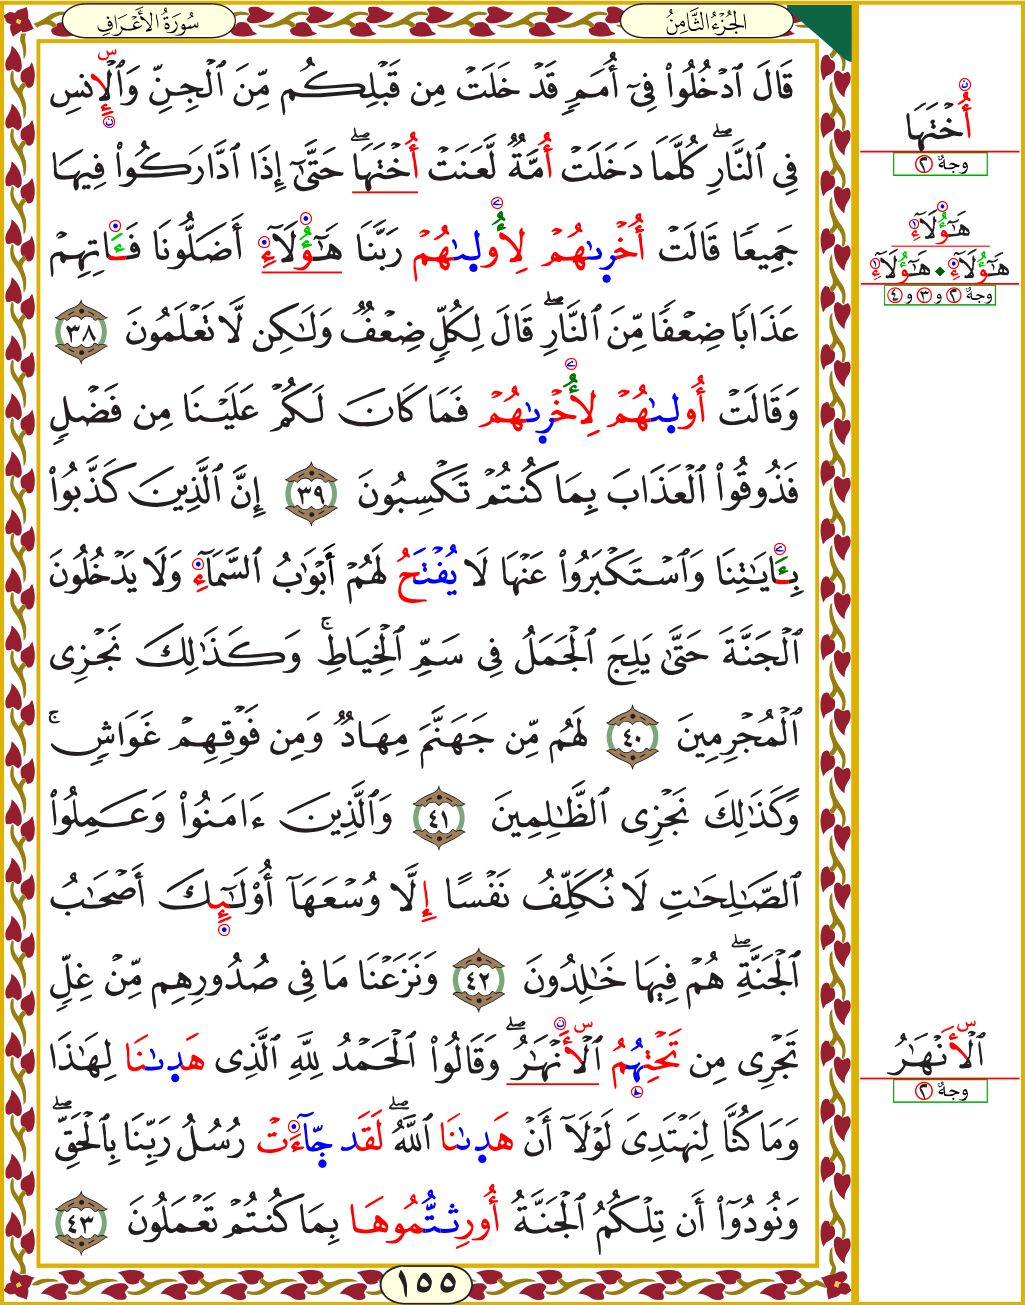 سُورَةُ الأَعْرَافِ
الجُزْءُ الثَّامِنُ
قَالَ ٱدْخُلُوا۟ فِىٓ أُمَمٍۢ قَدْ خَلَتْ مِن قَبْلِكُم مِّنَ ٱلْجِنِّ وَٱلْإِنسِ
فِى ٱلنَّارِ ۖ كُلَّمَا دَخَلَتْ أُمَّةٌۭ لَّعَنَتْ أُخْتَهَا ۖ حَتَّىٰٓ إِذَا ٱدَّارَكُوا۟ فِيهَا
جَمِيعًا قَالَتْ أُخْرِىٰهُمْ لِأُولِىٰهُمْ رَبَّنَا هَـٰٓؤُلَآءِ أَضَلُّونَا فَـَٔاتِهِمْ
عَذَابًا ضِعْفًا مِّنَ ٱلنَّارِ ۖ قَالَ لِكُلٍّ ضِعْفٌ وَلَـٰكِن لَّا تَعْلَمُونَ ٣٨
وَقَالَتْ أُولِىٰهُمْ لِأُخْرِىٰهُمْ فَمَا كَانَ لَكُمْ عَلَيْنَا مِن فَضْلٍ
فَذُوقُوا۟ ٱلْعَذَابَ بِمَا كُنتُمْ تَكْسِبُونَ ٣٩ إِنَّ ٱلَّذِينَ كَذَّبُوا۟
بِـَٔايَـٰتِنَا وَٱسْتَكْبَرُوا۟ عَنْهَا لَا يُفْتَحُ لَهُمْ أَبْوَٰبُ ٱلسَّمَآءِ وَلَا يَدْخُلُونَ
ٱلْجَنَّةَ حَتَّىٰ يَلِجَ ٱلْجَمَلُ فِى سَمِّ ٱلْخِيَاطِ ۚ وَكَذَٰلِكَ نَجْزِى
ٱلْمُجْرِمِينَ ٤٠ لَهُم مِّن جَهَنَّمَ مِهَادٌۭ وَمِن فَوْقِهِمْ غَوَاشٍۢ ۚ
وَكَذَٰلِكَ نَجْزِى ٱلظَّـٰلِمِينَ ٤١ وَٱلَّذِينَ ءَامَنُوا۟ وَعَمِلُوا۟
ٱلصَّـٰلِحَـٰتِ لَا نُكَلِّفُ نَفْسًا إِلَّا وُسْعَهَآ أُو۟لَـٰٓئِكَ أَصْحَـٰبُ
ٱلْجَنَّةِ ۖ هُمْ فِيهَا خَـٰلِدُونَ ٤٢ وَنَزَعْنَا مَا فِى صُدُورِهِم مِّنْ غِلٍّ
تَجْرِى مِن تَحْتِهُمُ ٱلْأَنْهَـٰرُ ۖ وَقَالُوا۟ ٱلْحَمْدُ لِلَّهِ ٱلَّذِى هَدِىٰنَا لِهَـٰذَا
وَمَا كُنَّا لِنَهْتَدِىَ لَوْلَآ أَنْ هَدِىٰنَا ٱللَّهُ ۖ لَقَد جَّآءَتْ رُسُلُ رَبِّنَا بِٱلْحَقِّ ۖ
وَنُودُوٓا۟ أَن تِلْكُمُ ٱلْجَنَّةُ أُورِثتُّمُوهَا بِمَا كُنتُمْ تَعْمَلُونَ ٤٣
١٥٥
أُخْتَهَا
وجهٌ ٢
هَـٰٓؤُلَآءِ
هَـٰٓؤُلَآءِ ◆ هَـٰٓؤُلَآءِ
وجهٌ ٢ و ٣ و ٤
ٱلْأَنْهَـٰرُ
وجهٌ ٢